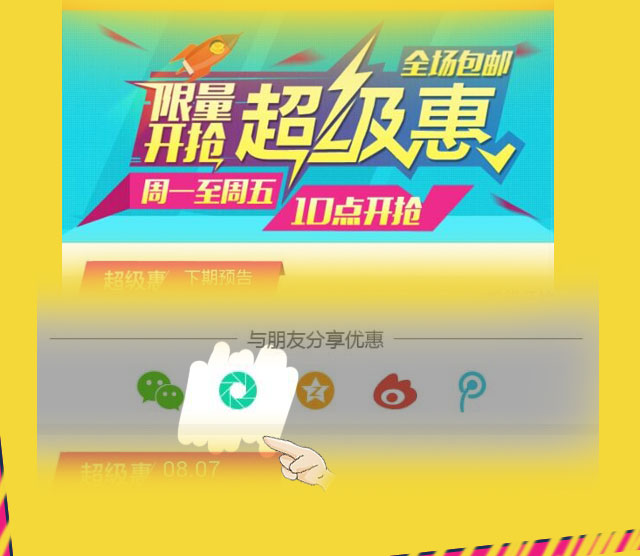 全场包邮
限量
开抢
超级惠
周一至周五
10点开抢
超级惠 下期预告
与朋友分享优惠
超级惠 08.07